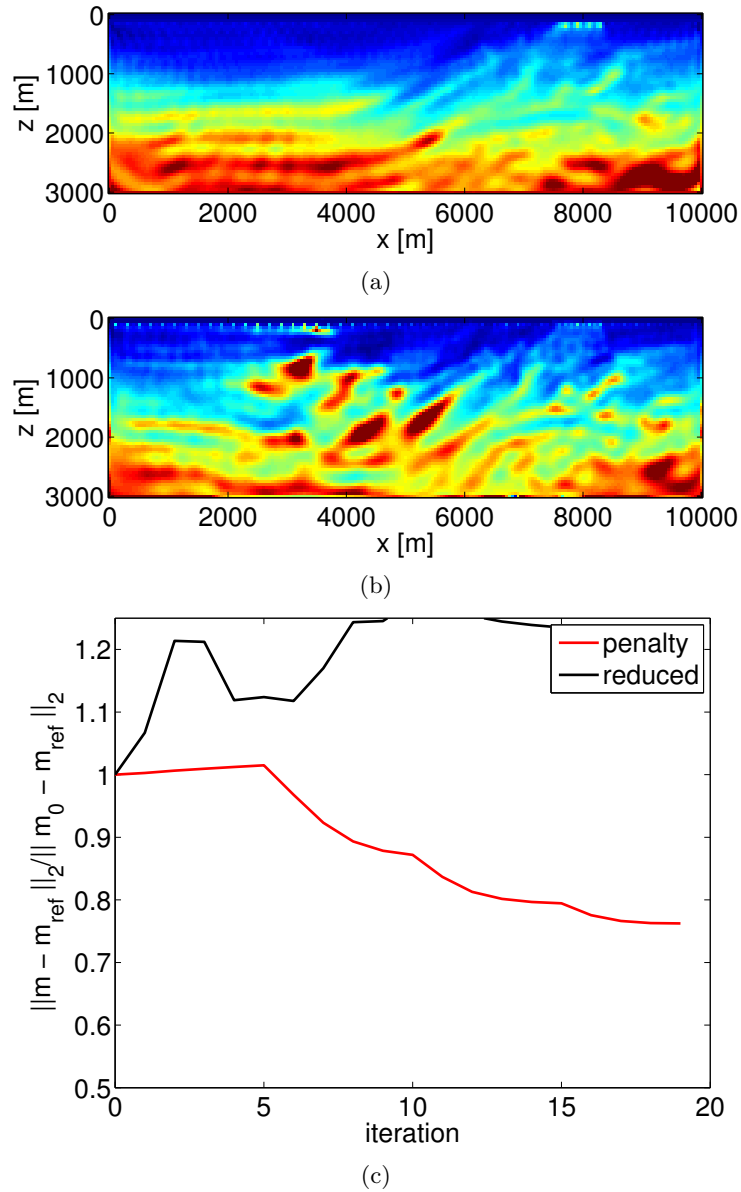 0
1000
2000
3000
z [m]
0 2000 4000 6000 8000 10000
x [m]
(a)
0
1000
2000
3000
z [m]
0 2000 4000 6000 8000 10000
x [m]
(b)
1.2
1.1
1
0.9
0.8
0.7
0.6
0.5
||m − m_ref ||_2/|| m_0 − m_ref ||_2
penalty
reduced
0 5 10 15 20
iteration
(c)